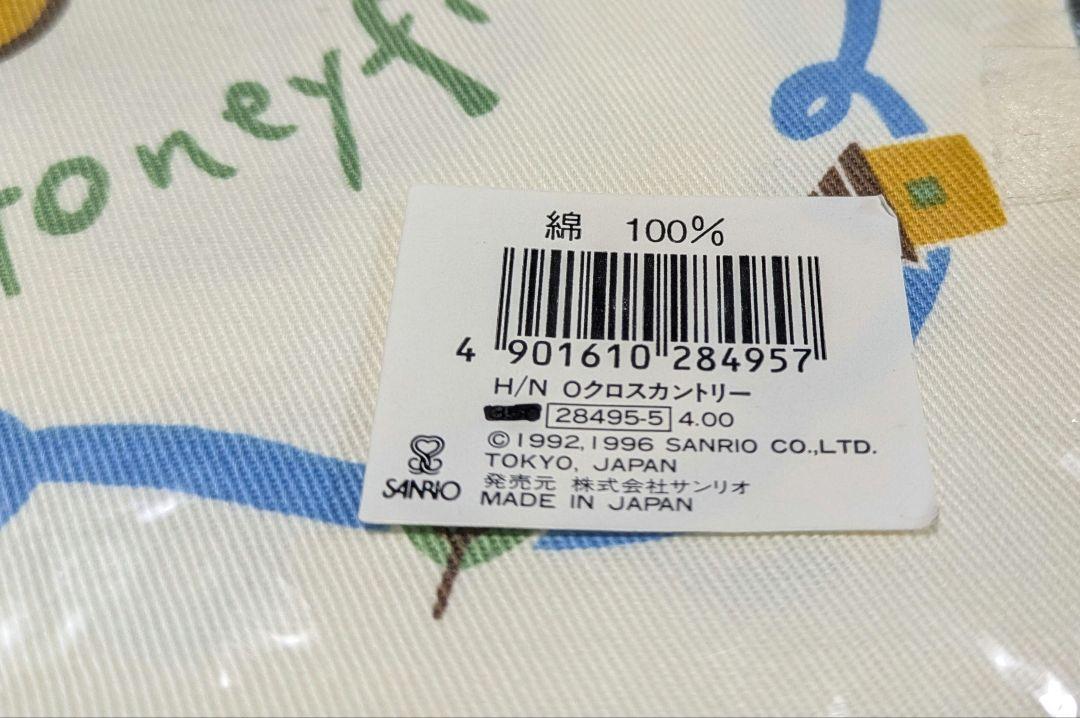 oneyf
綿 100%
4 901610 284957
H/N Oクロスカントリー
28495-5 4.00
©1992,1996 SANRIO CO.,LTD.
TOKYO, JAPAN
発売元 株式会社サンリオ
MADE IN JAPAN
SANRIO